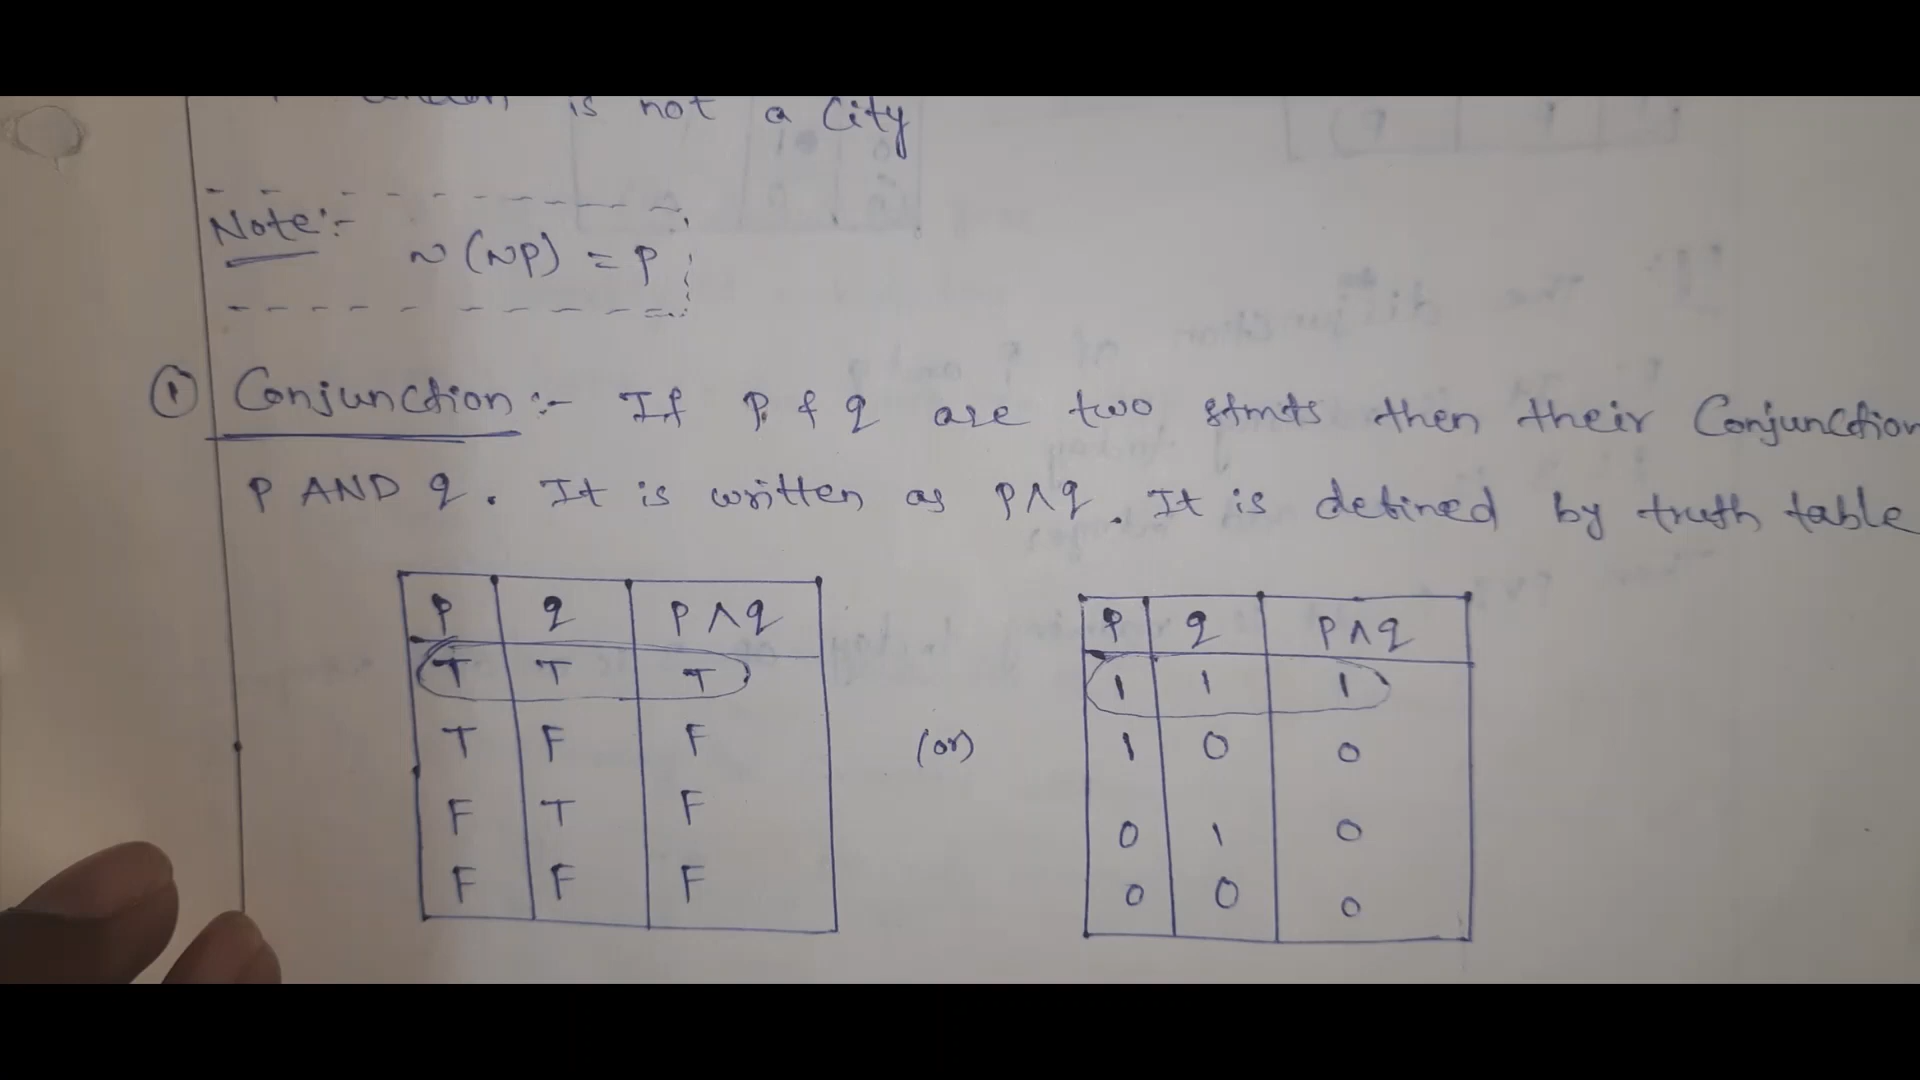 is not a City
Note:-
~ (~P) = P
① Conjunction :- If P & q are two stmts then their Conjunction
P AND q. It is written as P∧q. It is defined by truth table
P q P∧q
T T T
T F F
F T F
F F F
(or)
P q P∧q
1 1 1
1 0 0
0 1 0
0 0 0